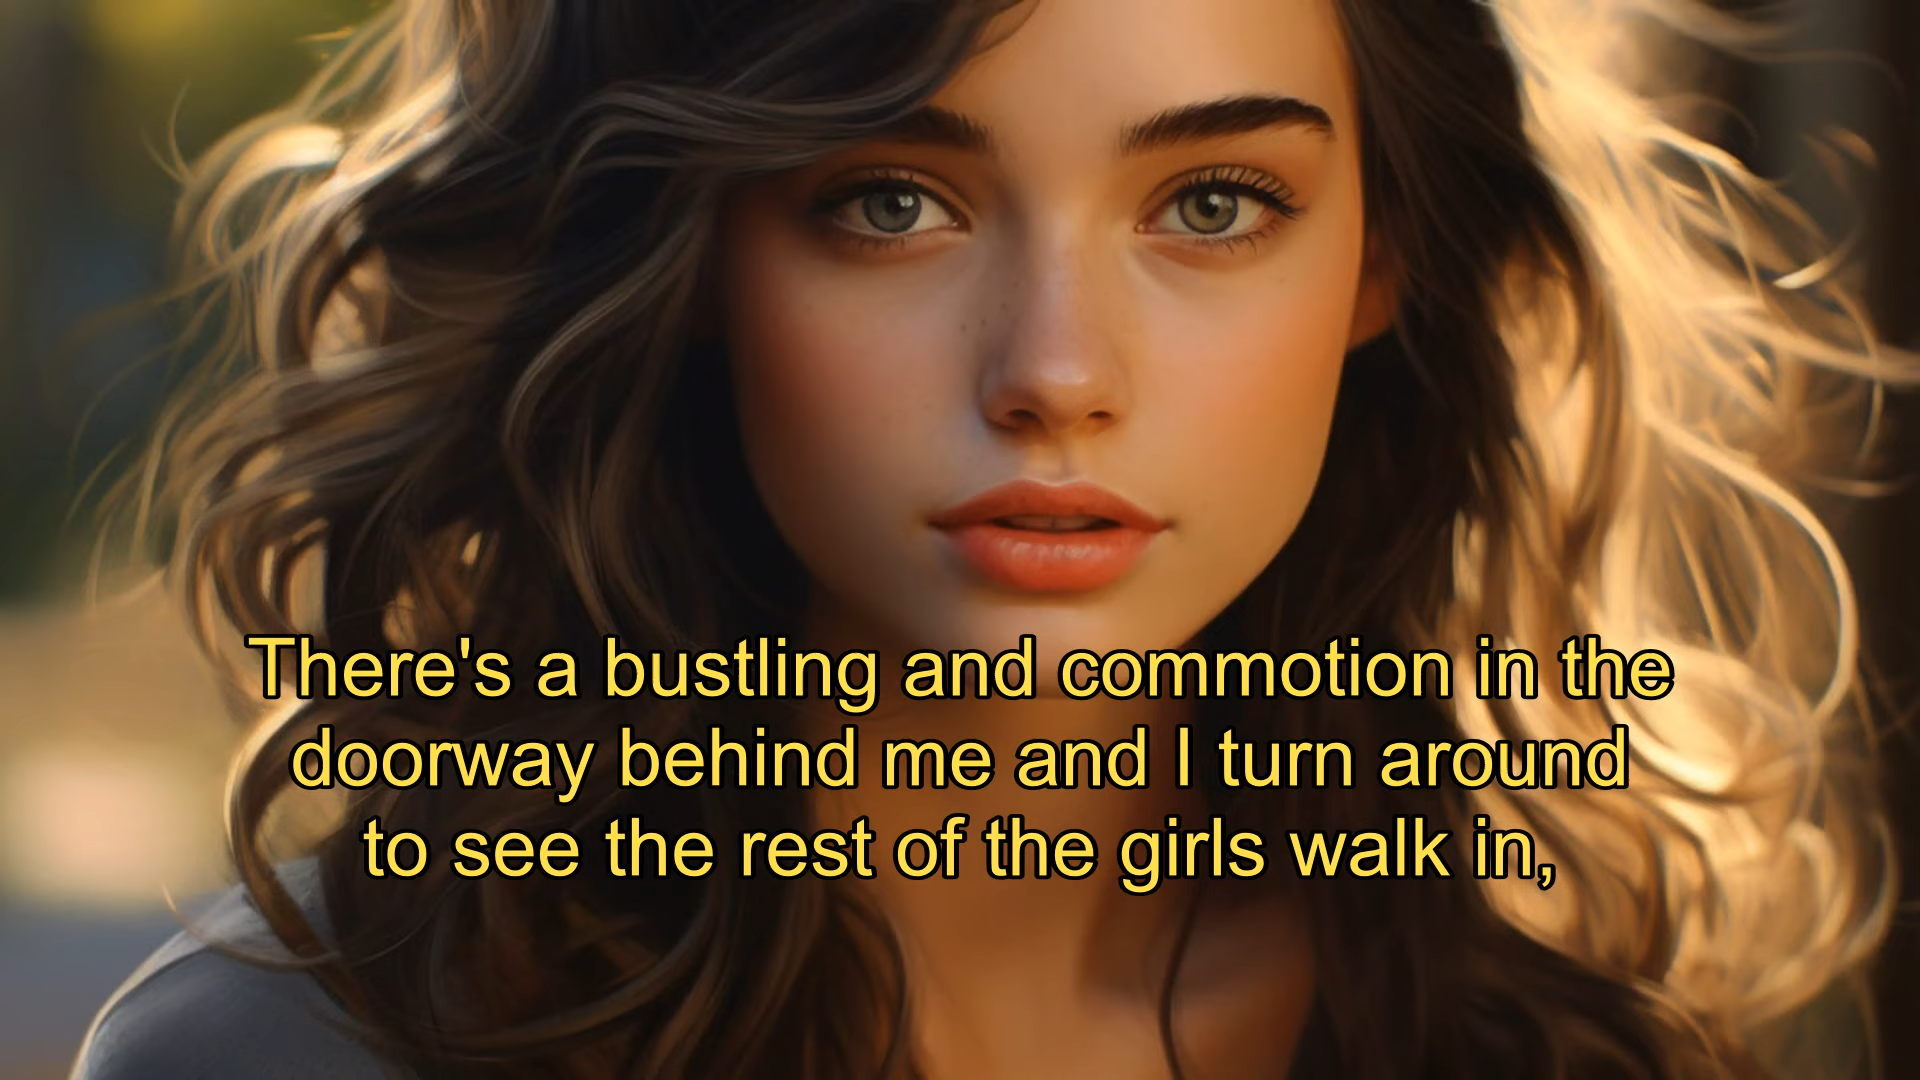 There's a bustling and commotion in the
doorway behind me and I turn around
to see the rest of the girls walk in,